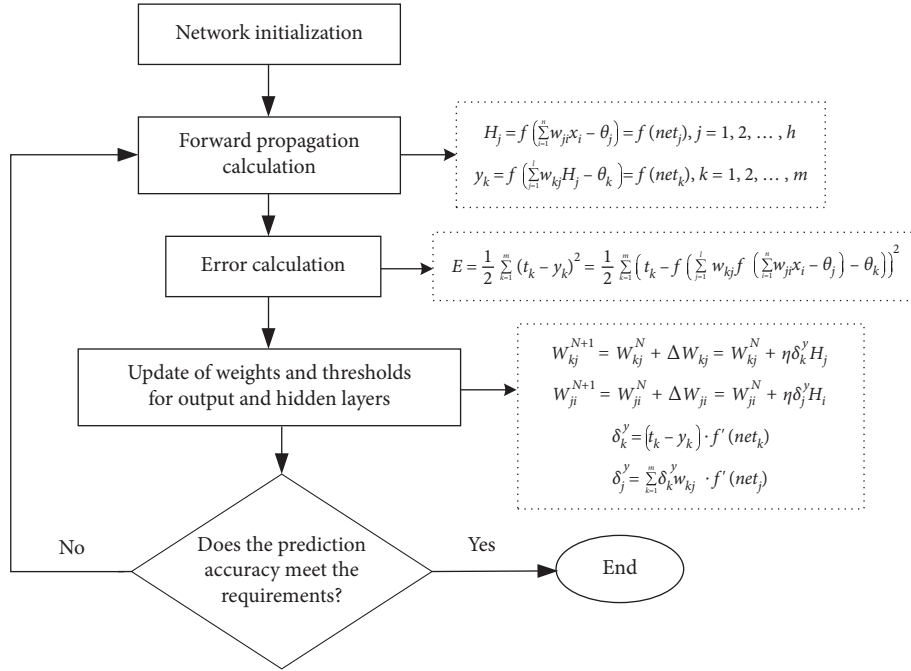 Network initialization
Forward propagation
calculation
H_j = f(∑_{i=1}^{n} w_{ji}x_i − θ_j) = f(net_j), j = 1, 2, … , h
y_k = f(∑_{j=1}^{l} w_{kj}H_j − θ_k) = f(net_k), k = 1, 2, … , m
Error calculation
E = 1/2 ∑_{k=1}^{m} (t_k − y_k)^2 = 1/2 ∑_{k=1}^{m} (t_k − f(∑_{j=1}^{l} w_{kj}f (∑_{i=1}^{n} w_{ji}x_i − θ_j) − θ_k))^2
Update of weights and thresholds
for output and hidden layers
W_{kj}^{N+1} = W_{kj}^{N} + ΔW_{kj} = W_{kj}^{N} + ηδ_k^y H_j
W_{ji}^{N+1} = W_{ji}^{N} + ΔW_{ji} = W_{ji}^{N} + ηδ_j^y H_i
δ_k^y = (t_k − y_k) · f′(net_k)
δ_j^y = ∑_{k=1}^{m} δ_k^y w_{kj} · f′(net_j)
No
Does the prediction
accuracy meet the
requirements?
Yes
End